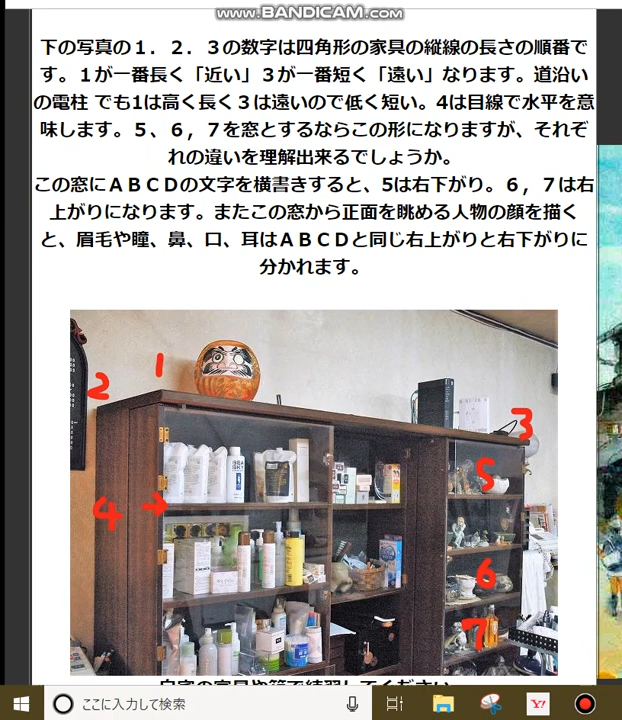 www.BANDICAM.com
下の写真の１．２．３の数字は四角形の家具の縦線の長さの順番で
す。１が一番長く「近い」３が一番短く「遠い」なります。道沿い
の電柱 でも1は高く長く３は遠いので低く短い。4は目線で水平を意
味します。５、６，７を窓とするならこの形になりますが、それぞ
れの違いを理解出来るでしょうか。
この窓にＡＢＣＤの文字を横書きすると、5は右下がり。６，７は右
上がりになります。またこの窓から正面を眺める人物の顔を描く
と、眉毛や瞳、鼻、口、耳はＡＢＣＤと同じ右上がりと右下がりに
分かれます。
1
2
3
4
5
6
7
ここに入力して検索
Y!